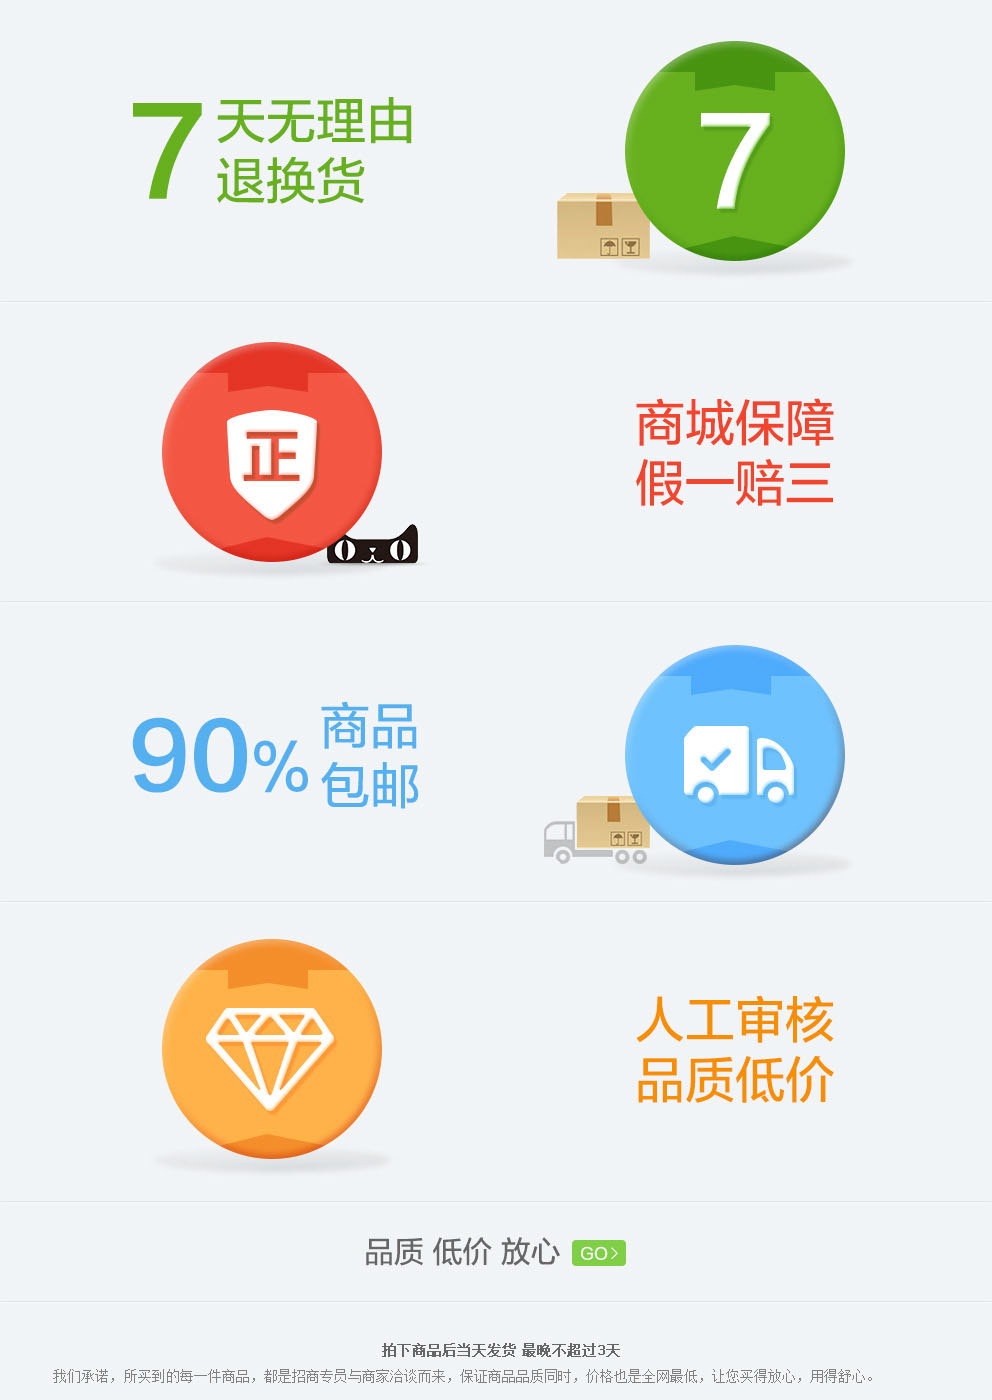 7 天无理由
退换货
7
正
商城保障
假一赔三
90% 商品
包邮
人工审核
品质低价
品质 低价 放心 GO>
拍下商品后当天发货 最晚不超过3天
我们承诺，所买到的每一件商品，都是招商专员与商家洽谈而来，保证商品品质同时，价格也是全网最低，让您买得放心，用得舒心。